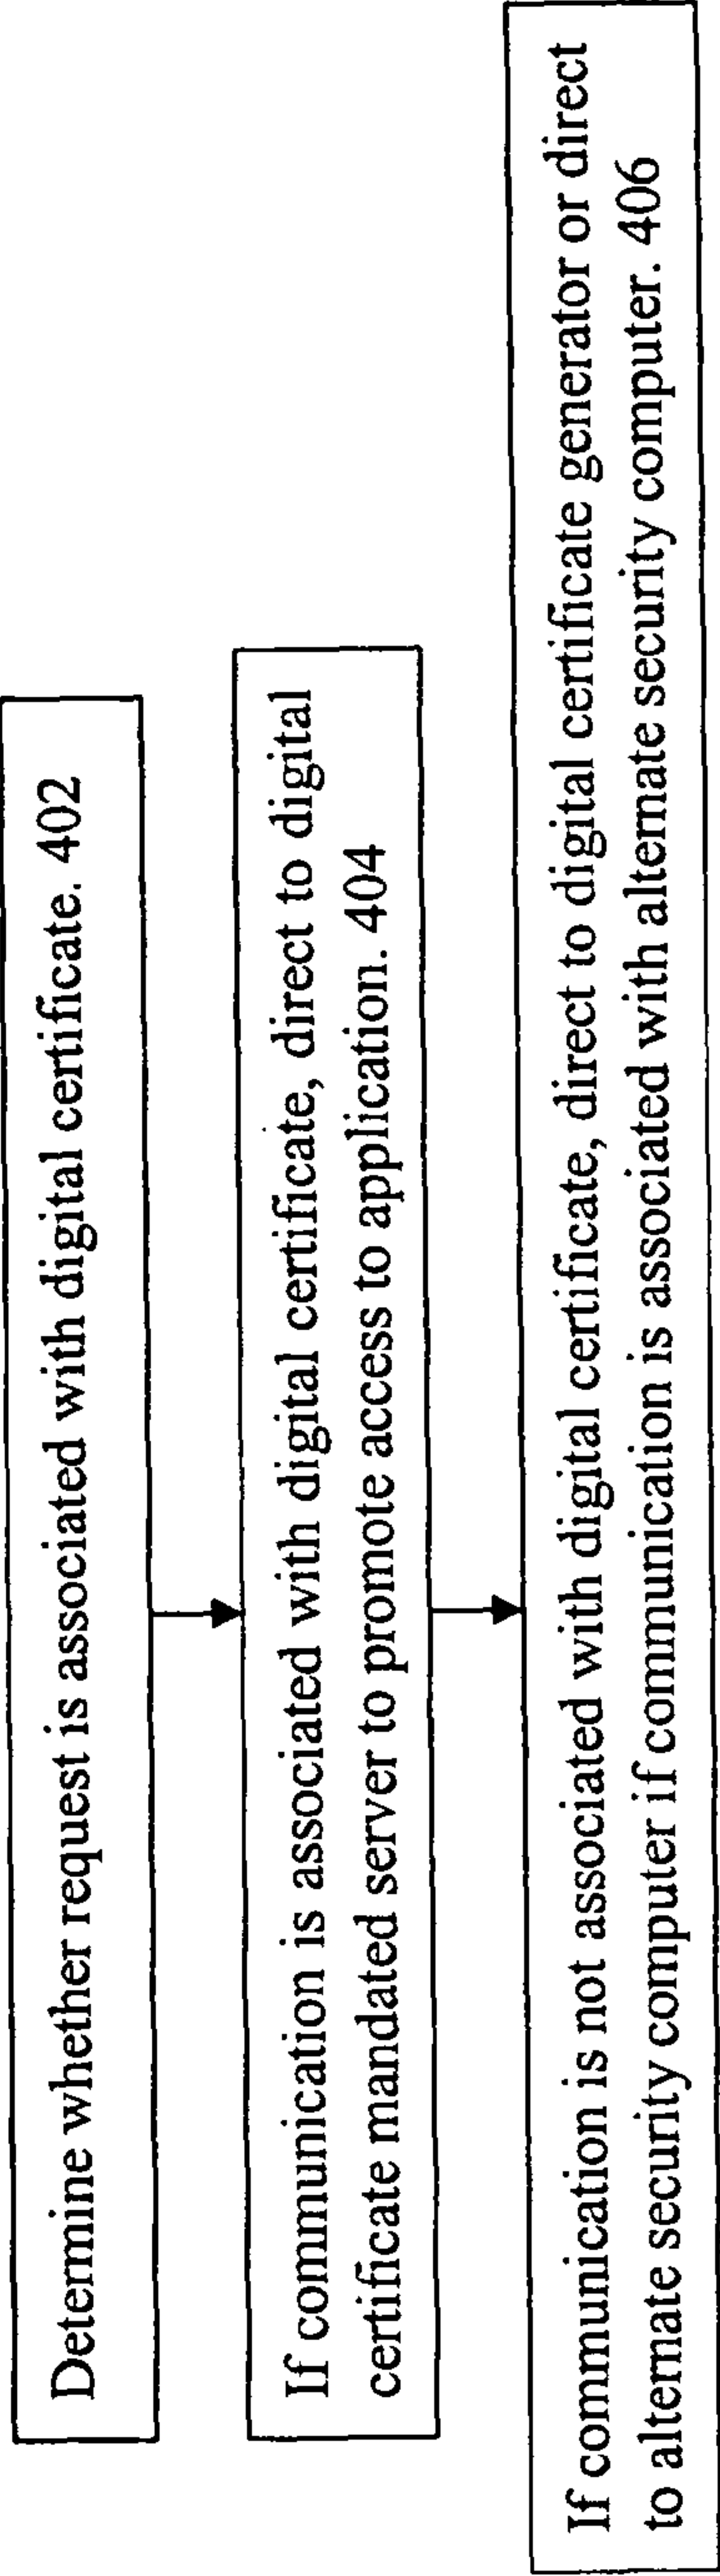 Determine whether request is associated with digital certificate. 402
If communication is associated with digital certificate, direct to digital
certificate mandated server to promote access to application. 404
If communication is not associated with digital certificate, direct to digital certificate generator or direct
to alternate security computer if communication is associated with alternate security computer. 406